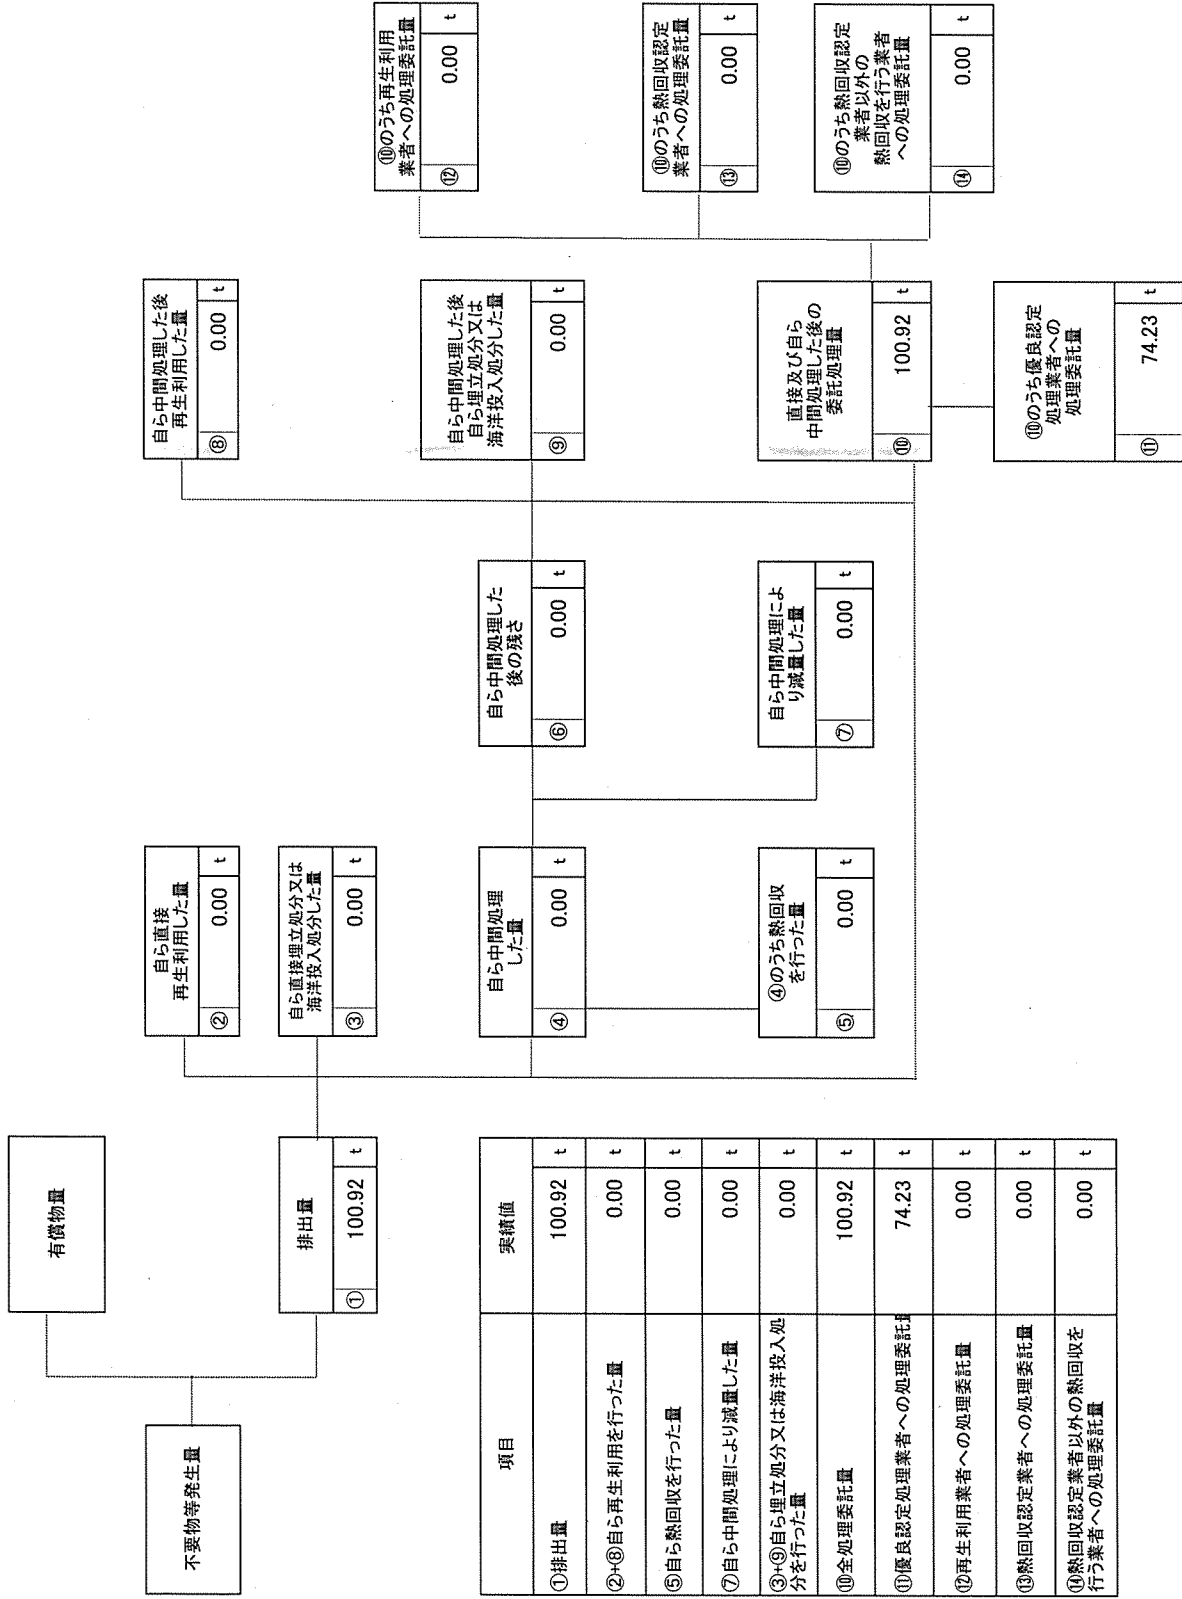 不要物等発生量
有償物量
排出量
① 100.92 t
自ら直接
再生利用した量
② 0.00 t
自ら直接埋立処分又は
海洋投入処分した量
③ 0.00 t
自ら中間処理
した量
④ 0.00 t
④のうち熱回収
を行った量
⑤ 0.00 t
自ら中間処理した
後の残さ
⑥ 0.00 t
自ら中間処理によ
り減量した量
⑦ 0.00 t
自ら中間処理した後
再生利用した量
⑧ 0.00 t
自ら中間処理した後
自ら埋立処分又は
海洋投入処分した量
⑨ 0.00 t
直接及び自ら
中間処理した後の
委託処理量
⑩ 100.92 t
⑩のうち優良認定
処理業者への
処理委託量
⑪ 74.23 t
⑩のうち再生利用
業者への処理委託量
⑫ 0.00 t
⑩のうち熱回収認定
業者への処理委託量
⑬ 0.00 t
⑩のうち熱回収認定
業者以外の
熱回収を行う業者
への処理委託量
⑭ 0.00 t
項目 実績値
①排出量 100.92 t
②+⑧自ら再生利用を行った量 0.00 t
⑤自ら熱回収を行った量 0.00 t
⑦自ら中間処理により減量した量 0.00 t
③+⑨自ら埋立処分又は海洋投入処
分を行った量 0.00 t
⑩全処理委託量 100.92 t
⑪優良認定処理業者への処理委託量 74.23 t
⑫再生利用業者への処理委託量 0.00 t
⑬熱回収認定業者への処理委託量 0.00 t
⑭熱回収認定業者以外の熱回収を
行う業者への処理委託量 0.00 t